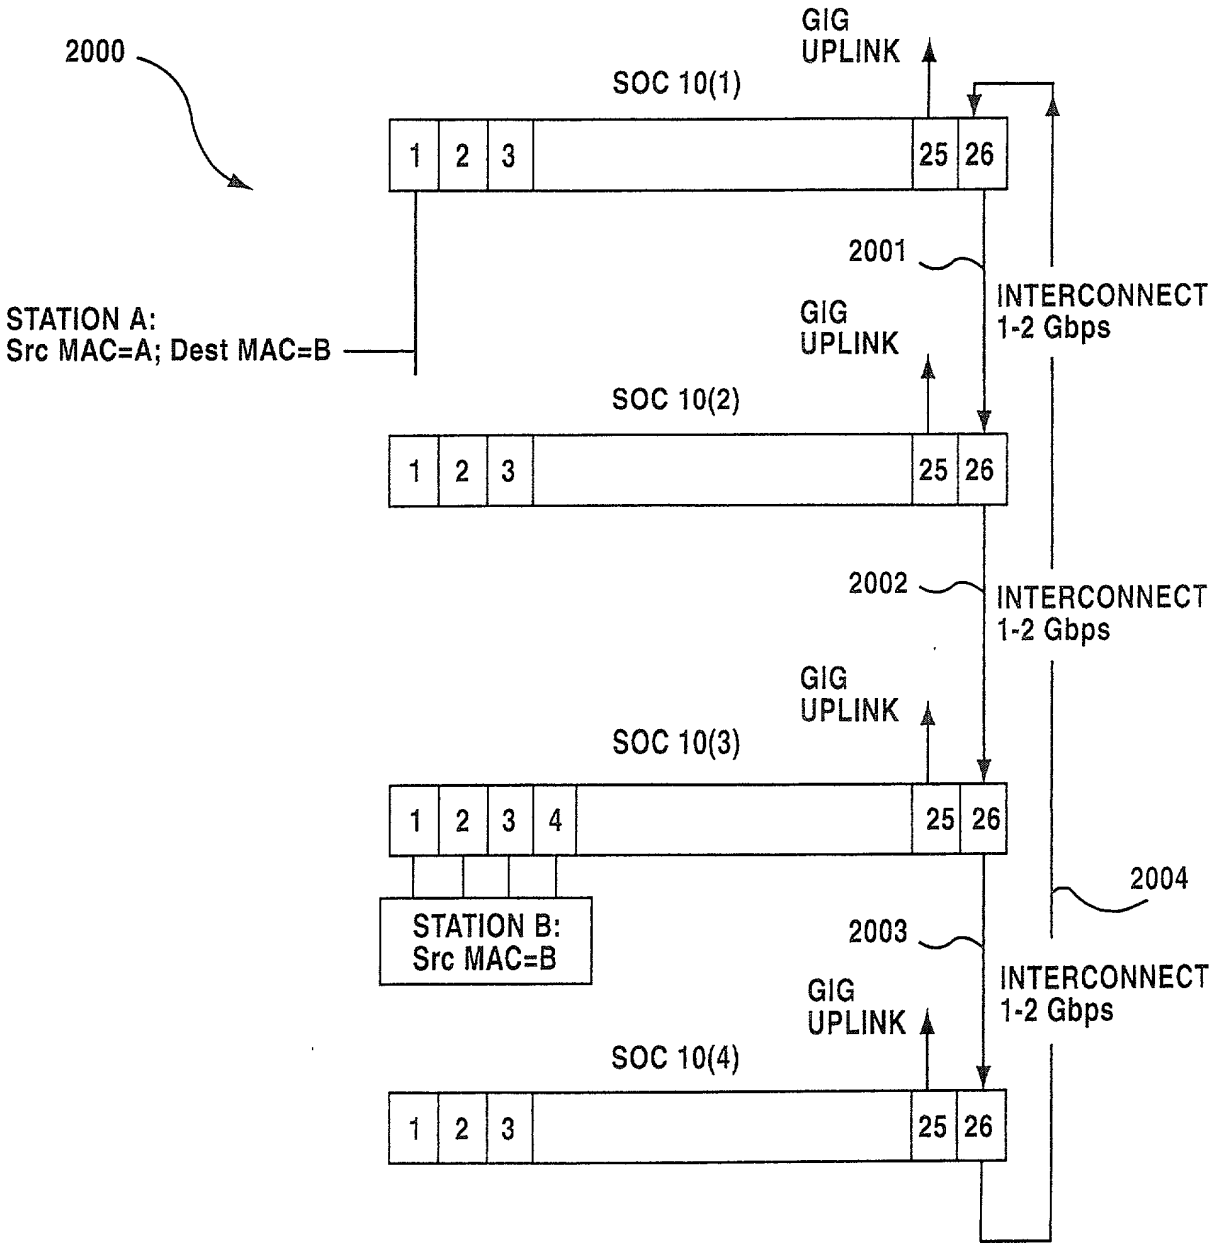 2000
GIG
UPLINK
SOC 10(1)
1 2 3 25 26
2001
INTERCONNECT
1-2 Gbps
STATION A:
Src MAC=A; Dest MAC=B
GIG
UPLINK
SOC 10(2)
1 2 3 25 26
2002
INTERCONNECT
1-2 Gbps
GIG
UPLINK
SOC 10(3)
1 2 3 4 25 26
2004
STATION B:
Src MAC=B
2003
INTERCONNECT
1-2 Gbps
GIG
UPLINK
SOC 10(4)
1 2 3 25 26